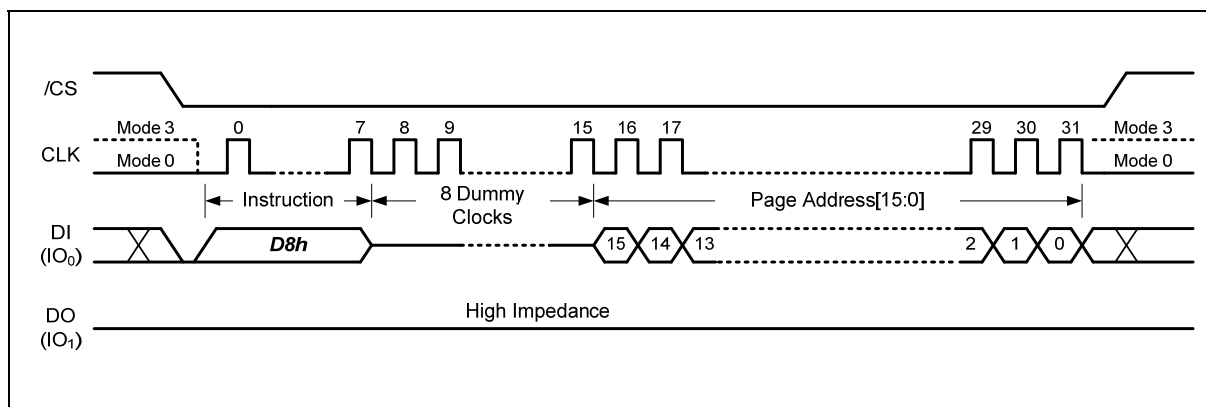 /CS
Mode 3 0 7 8 9 15 16 17 29 30 31 Mode 3
CLK
Mode 0 Mode 0
Instruction 8 Dummy Clocks Page Address[15:0]
DI
(IO₀)
D8h 15 14 13 2 1 0
DO
(IO₁)
High Impedance